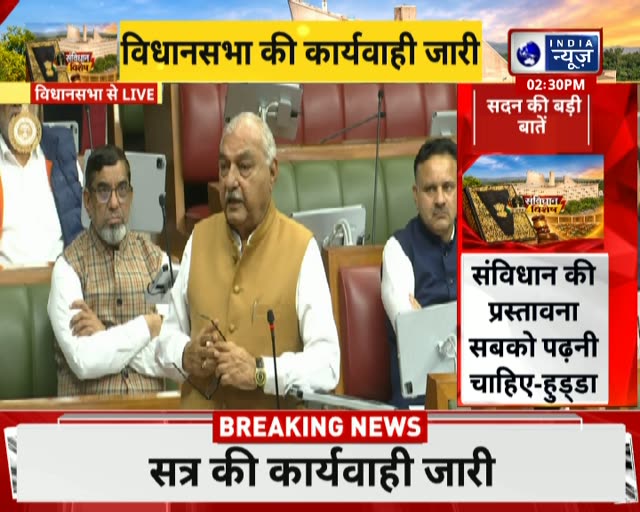 विधानसभा की कार्यवाही जारी
INDIA
न्यूज़
02:30PM
विधानसभा से LIVE
संविधान
विशेष
सदन की बड़ी
बातें
संविधान
विशेष
संविधान की
प्रस्तावना
सबको पढ़नी
चाहिए-हुड्डा
BREAKING NEWS
सत्र की कार्यवाही जारी